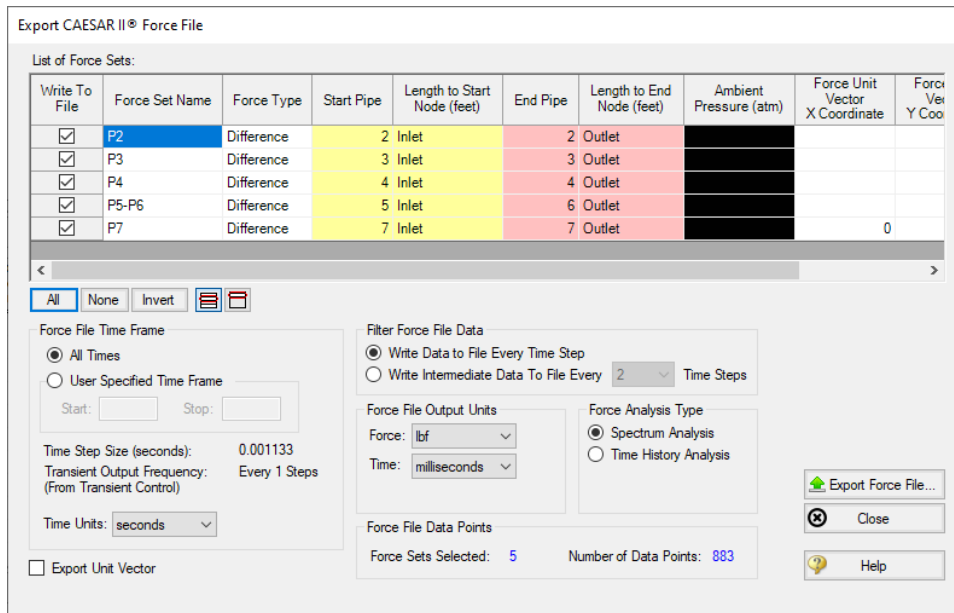 Export CAESAR II® Force File
List of Force Sets:
Write To File Force Set Name Force Type Start Pipe Length to Start Node (feet) End Pipe Length to End Node (feet) Ambient Pressure (atm) Force Unit Vector X Coordinate
P2 Difference 2 Inlet 2 Outlet
P3 Difference 3 Inlet 3 Outlet
P4 Difference 4 Inlet 4 Outlet
P5-P6 Difference 5 Inlet 6 Outlet
P7 Difference 7 Inlet 7 Outlet 0
All None Invert
Force File Time Frame
All Times
User Specified Time Frame
Start: Stop:
Time Step Size (seconds): 0.001133
Transient Output Frequency: Every 1 Steps
(From Transient Control)
Time Units: seconds
Export Unit Vector
Filter Force File Data
Write Data to File Every Time Step
Write Intermediate Data To File Every 2 Time Steps
Force File Output Units
Force: lbf
Time: milliseconds
Force Analysis Type
Spectrum Analysis
Time History Analysis
Force File Data Points
Force Sets Selected: 5 Number of Data Points: 883
Export Force File...
Close
Help